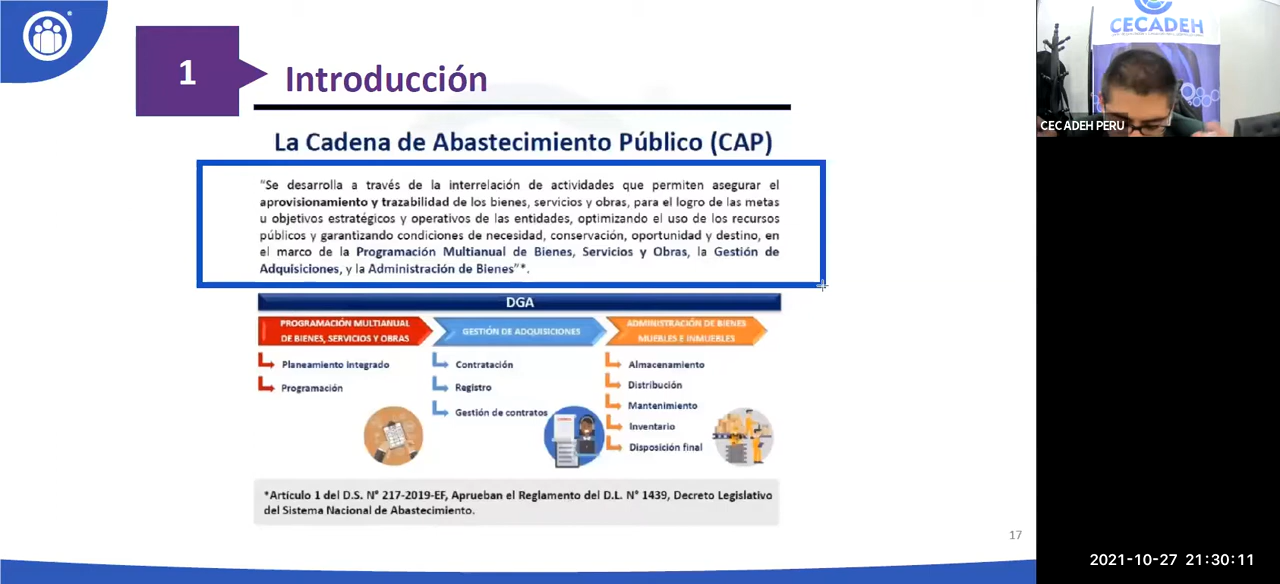 1
Introducción
La Cadena de Abastecimiento Público (CAP)
"Se desarrolla a través de la interrelación de actividades que permiten asegurar el
aprovisionamiento y trazabilidad de los bienes, servicios y obras, para el logro de las metas
u objetivos estratégicos y operativos de las entidades, optimizando el uso de los recursos
públicos y garantizando condiciones de necesidad, conservación, oportunidad y destino, en
el marco de la Programación Multianual de Bienes, Servicios y Obras, la Gestión de
Adquisiciones, y la Administración de Bienes"*.
DGA
PROGRAMACIÓN MULTIANUAL
DE BIENES, SERVICIOS Y OBRAS
Planeamiento integrado
Programación
GESTIÓN DE ADQUISICIONES
Contratación
Registro
Gestión de contratos
ADMINISTRACIÓN DE BIENES
MUEBLES E INMUEBLES
Almacenamiento
Distribución
Mantenimiento
Inventario
Disposición final
*Artículo 1 del D.S. N° 217-2019-EF, Aprueban el Reglamento del D.L. N° 1439, Decreto Legislativo
del Sistema Nacional de Abastecimiento.
17
CECADEH
CECADEH PERU
2021-10-27 21:30:11